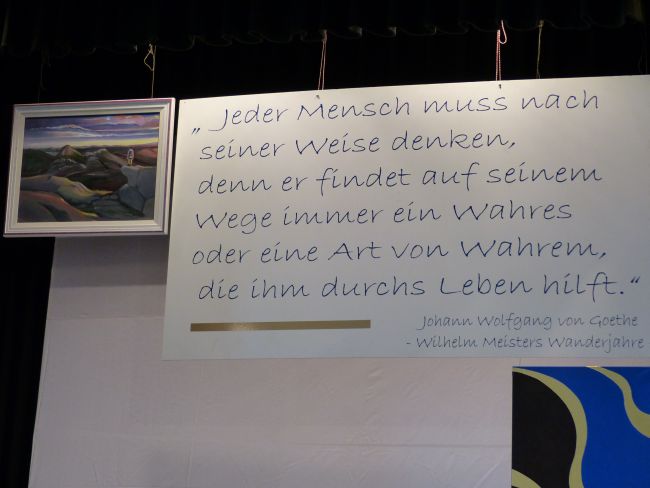 „Jeder Mensch muss nach
seiner Weise denken,
denn er findet auf seinem
Wege immer ein Wahres
oder eine Art von Wahrem,
die ihm durchs Leben hilft.“
Johann Wolfgang von Goethe
- Wilhelm Meisters Wanderjahre